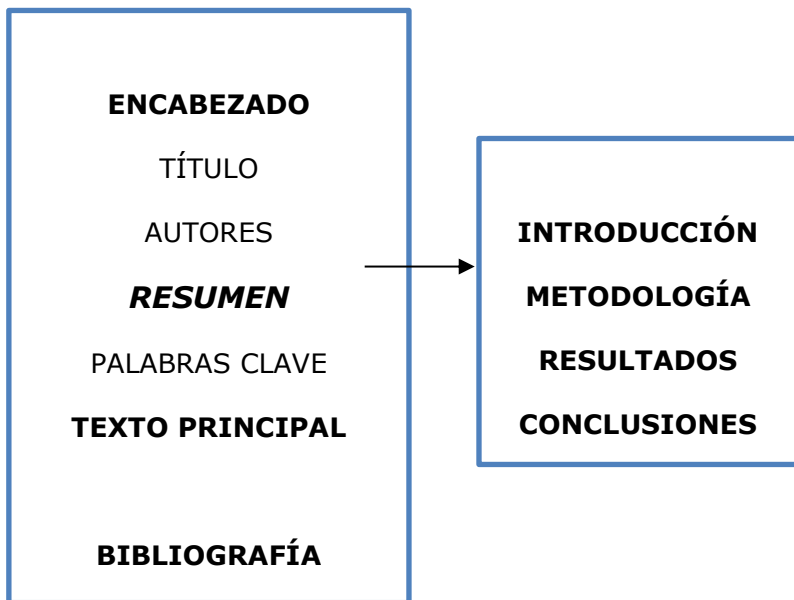 ENCABEZADO
TÍTULO
AUTORES
RESUMEN
PALABRAS CLAVE
TEXTO PRINCIPAL
BIBLIOGRAFÍA
INTRODUCCIÓN
METODOLOGÍA
RESULTADOS
CONCLUSIONES